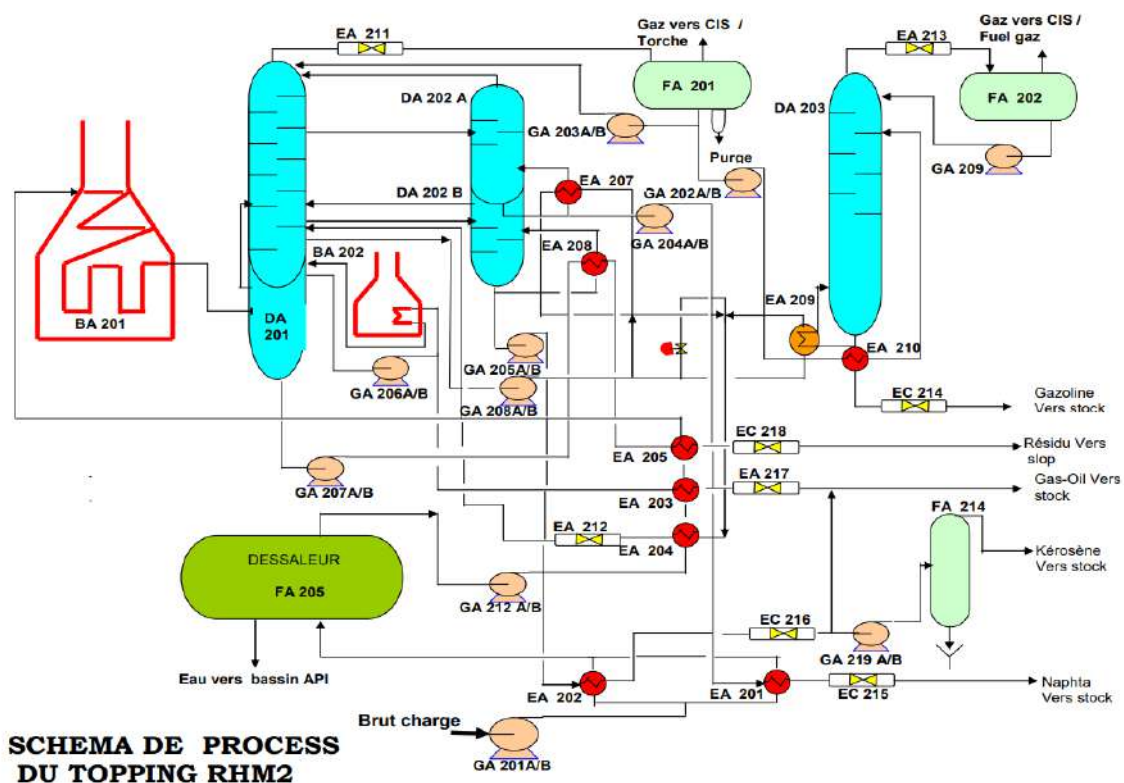 Gaz vers CIS /
Torche
Gaz vers CIS /
Fuel gaz
EA 211
EA 213
FA 201
FA 202
DA 202 A
DA 203
GA 203A/B
GA 209
Purge
EA 207
GA 202A/B
DA 202 B
GA 204A/B
EA 208
BA 202
EA 209
BA 201
DA
201
EA 210
GA 205A/B
GA 206A/B
GA 208A/B
EC 214
Gazoline
Vers stock
EC 218
Résidu Vers
slop
EA 205
GA 207A/B
EA 217
Gas-Oil Vers
stock
EA 203
FA 214
EA 212
EA 204
DESSALEUR
FA 205
Kérosène
Vers stock
GA 212 A/B
EC 216
GA 219 A/B
Eau vers bassin API
EA 202
EA 201
EC 215
Naphta
Vers stock
Brut charge
GA 201A/B
SCHEMA DE PROCESS
DU TOPPING RHM2